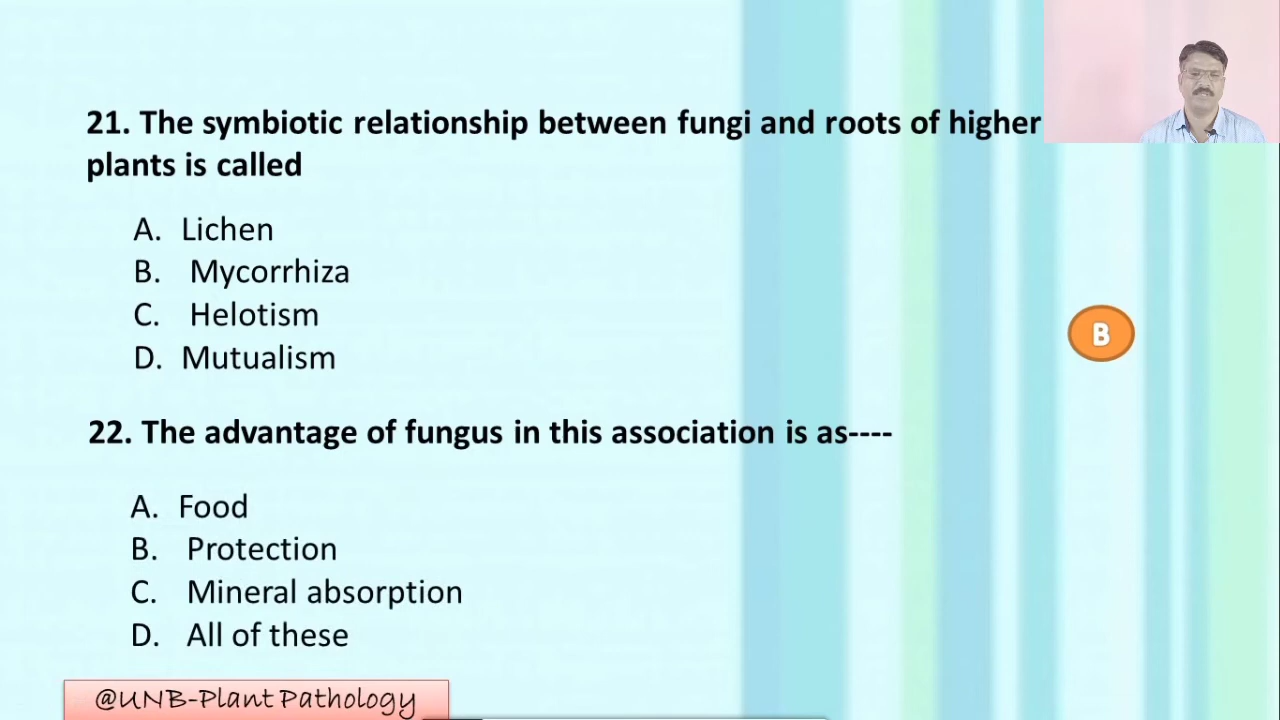 21. The symbiotic relationship between fungi and roots of higher
plants is called
A. Lichen
B. Mycorrhiza
C. Helotism
D. Mutualism
B
22. The advantage of fungus in this association is as----
A. Food
B. Protection
C. Mineral absorption
D. All of these
@UNB-Plant Pathology